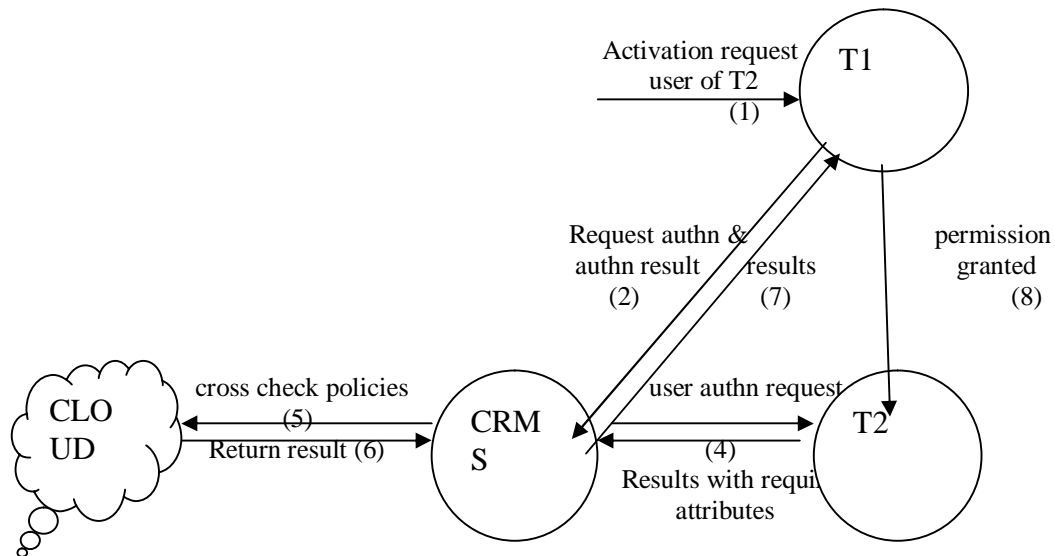 Activation request
user of T2
(1)
T1
Request authn &
authn result
(2)
results
(7)
permission
granted
(8)
cross check policies
(5)
Return result (6)
CLO
UD
CRM
S
user authn request
(4)
Results with requi
attributes
T2